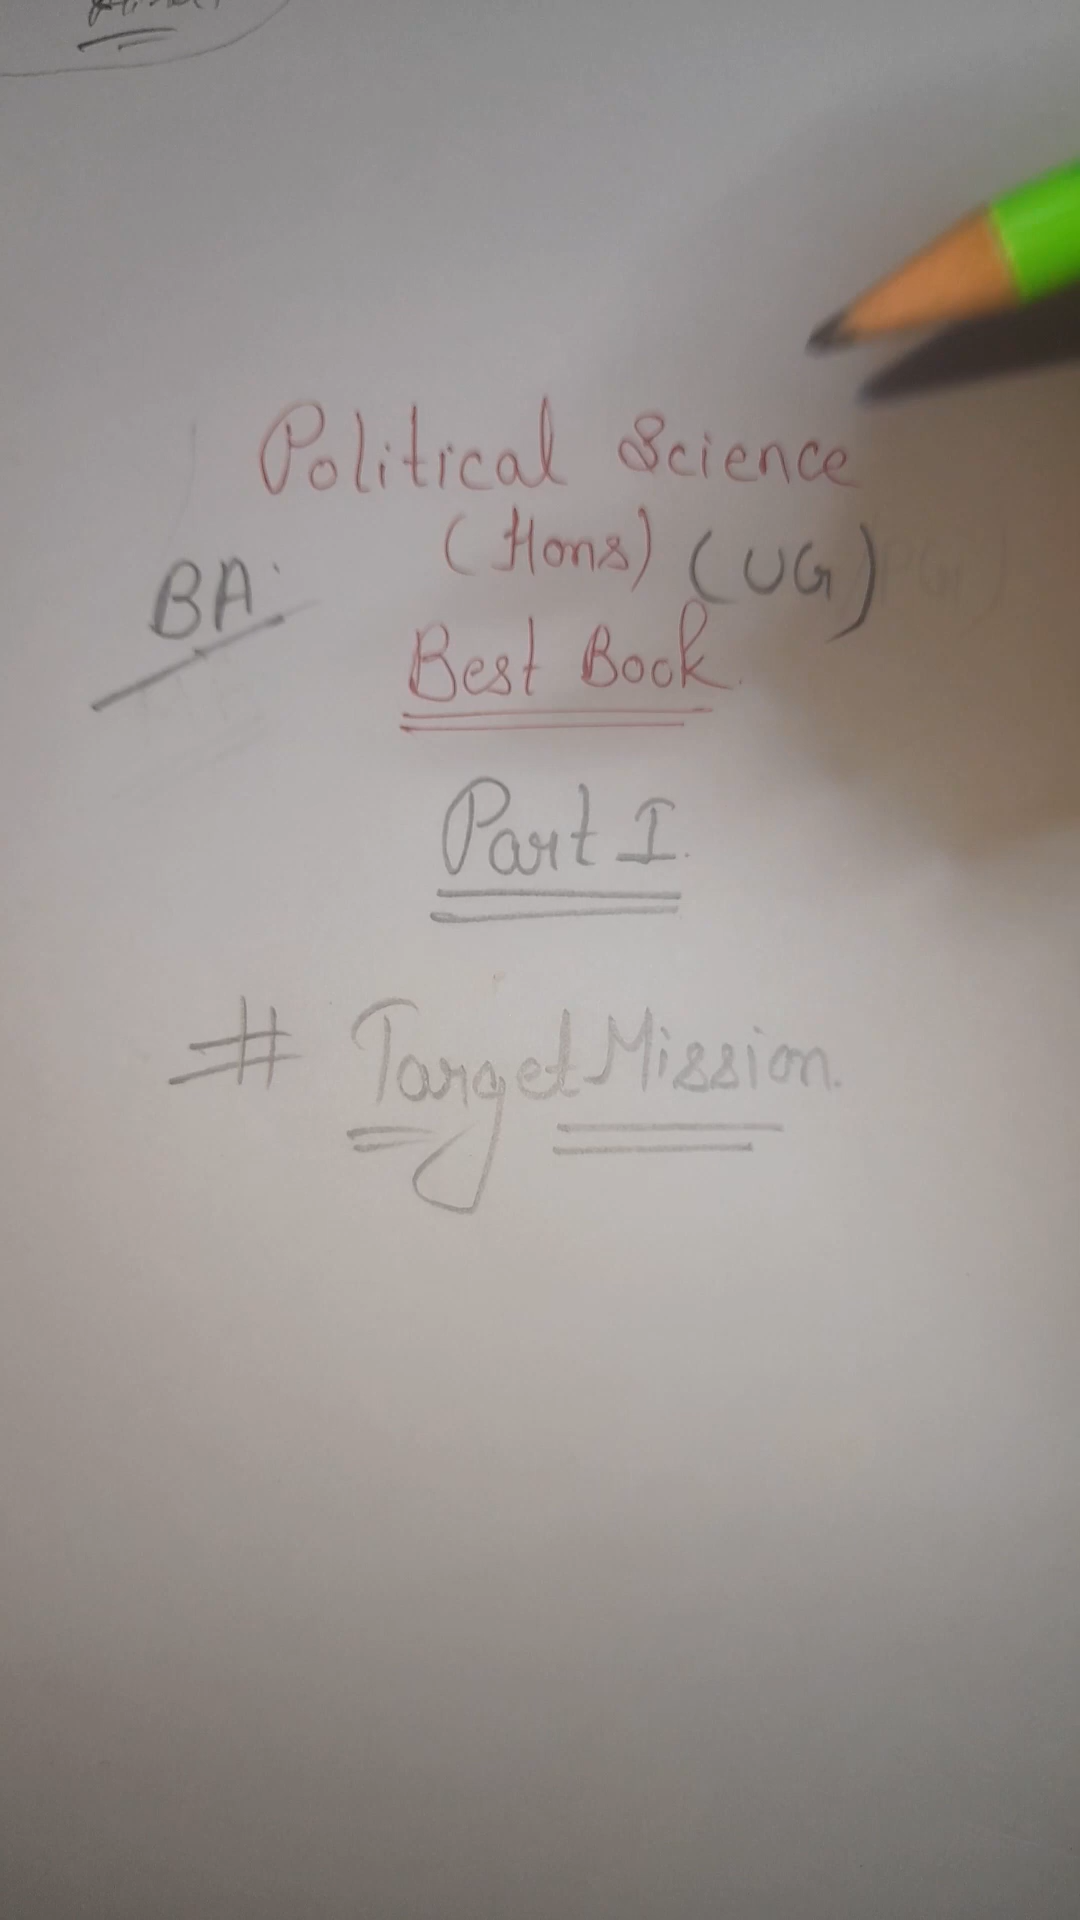 Political Science
(Hons) (UG)
BA.
Best Book.
Part I.
# Target Mission.